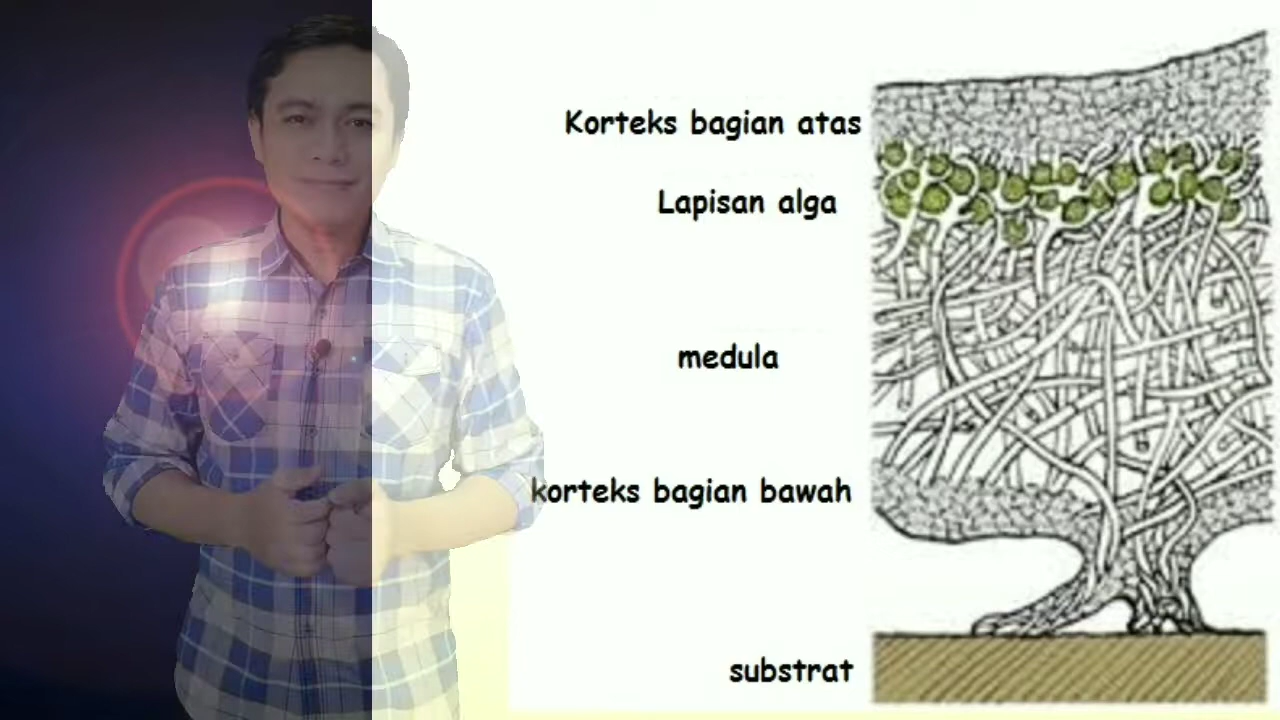 Korteks bagian atas
Lapisan alga
medula
korteks bagian bawah
substrat